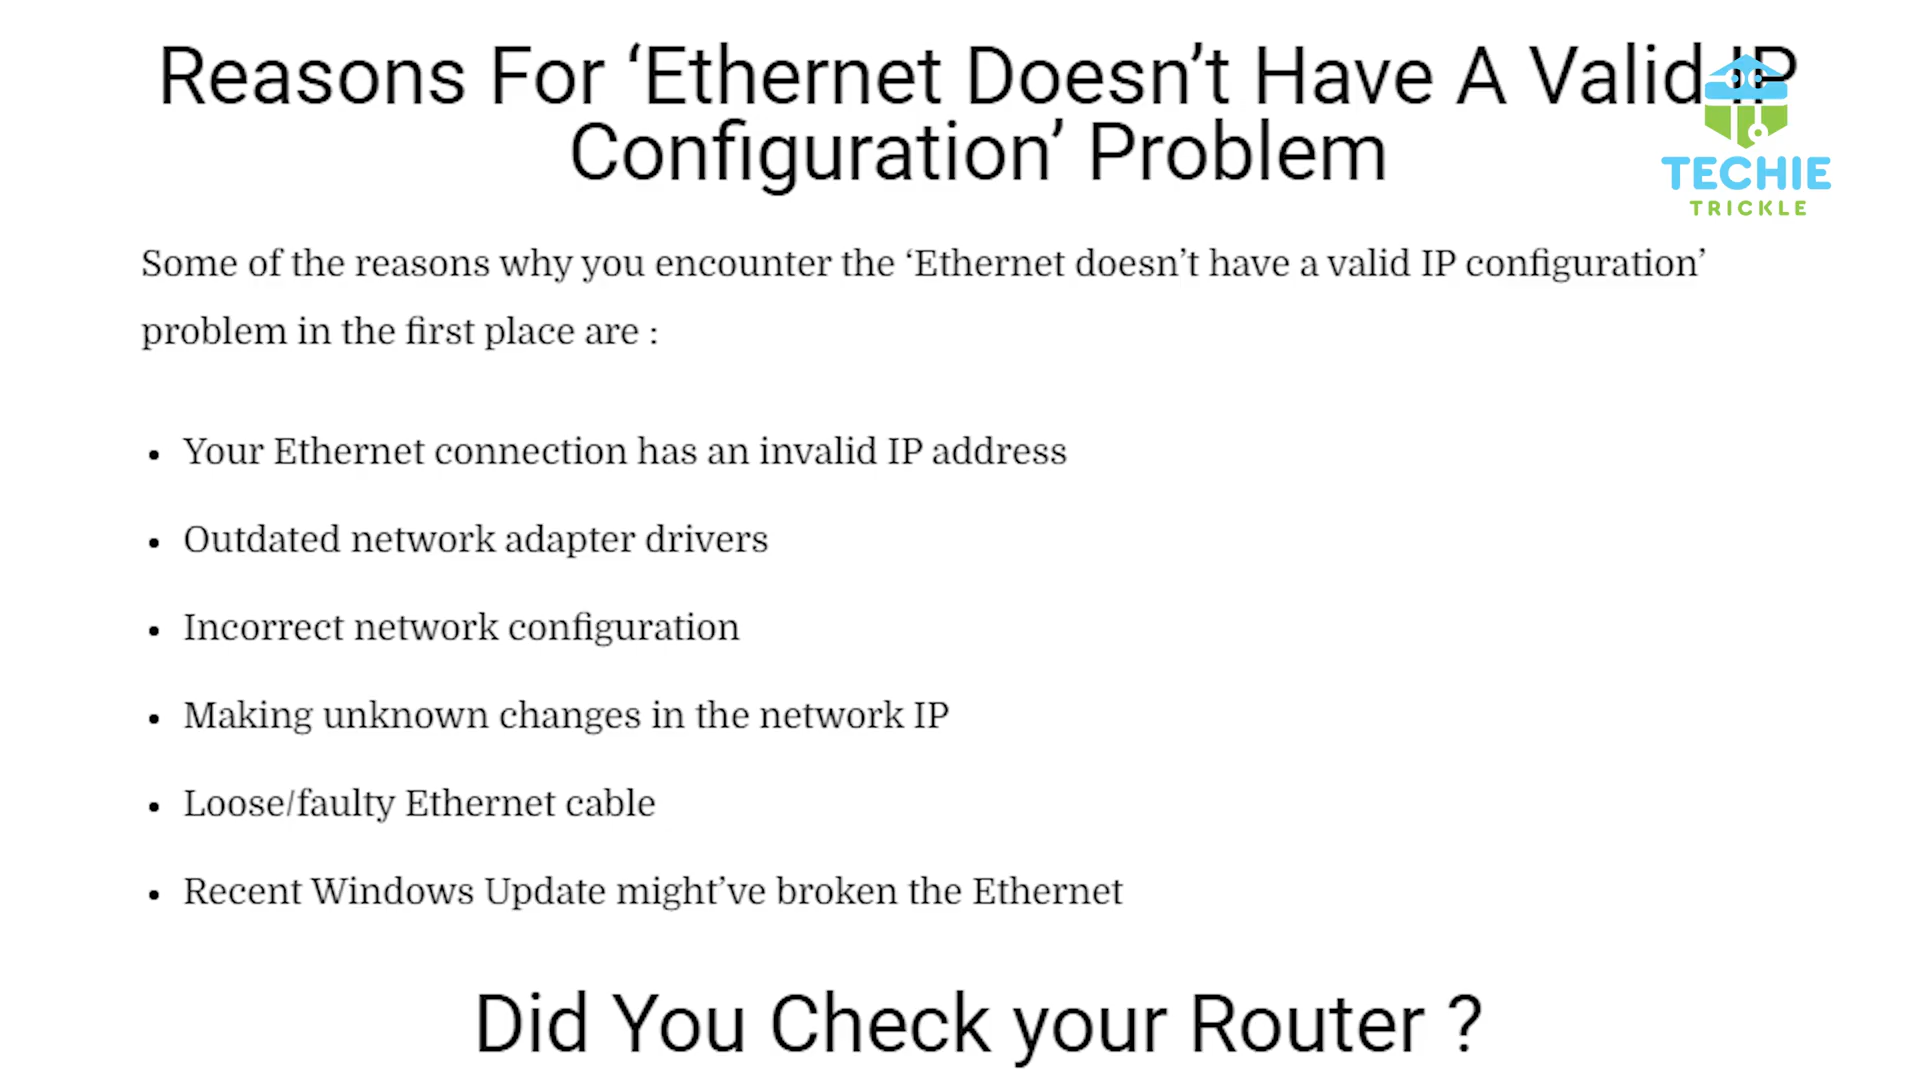 Reasons For ‘Ethernet Doesn’t Have A Valid IP
Configuration’ Problem
TECHIE
TRICKLE
Some of the reasons why you encounter the ‘Ethernet doesn’t have a valid IP configuration’
problem in the first place are :
• Your Ethernet connection has an invalid IP address
• Outdated network adapter drivers
• Incorrect network configuration
• Making unknown changes in the network IP
• Loose/faulty Ethernet cable
• Recent Windows Update might’ve broken the Ethernet
Did You Check your Router ?